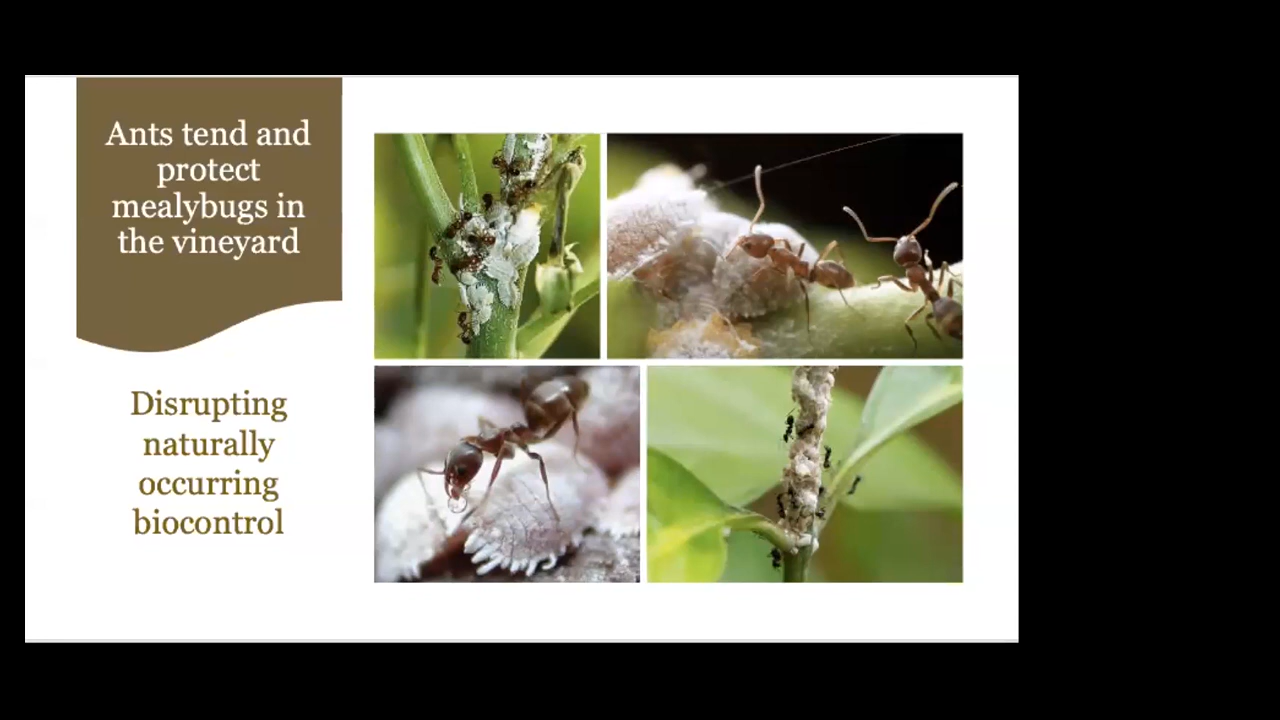 Ants tend and
protect
mealybugs in
the vineyard
Disrupting
naturally
occurring
biocontrol